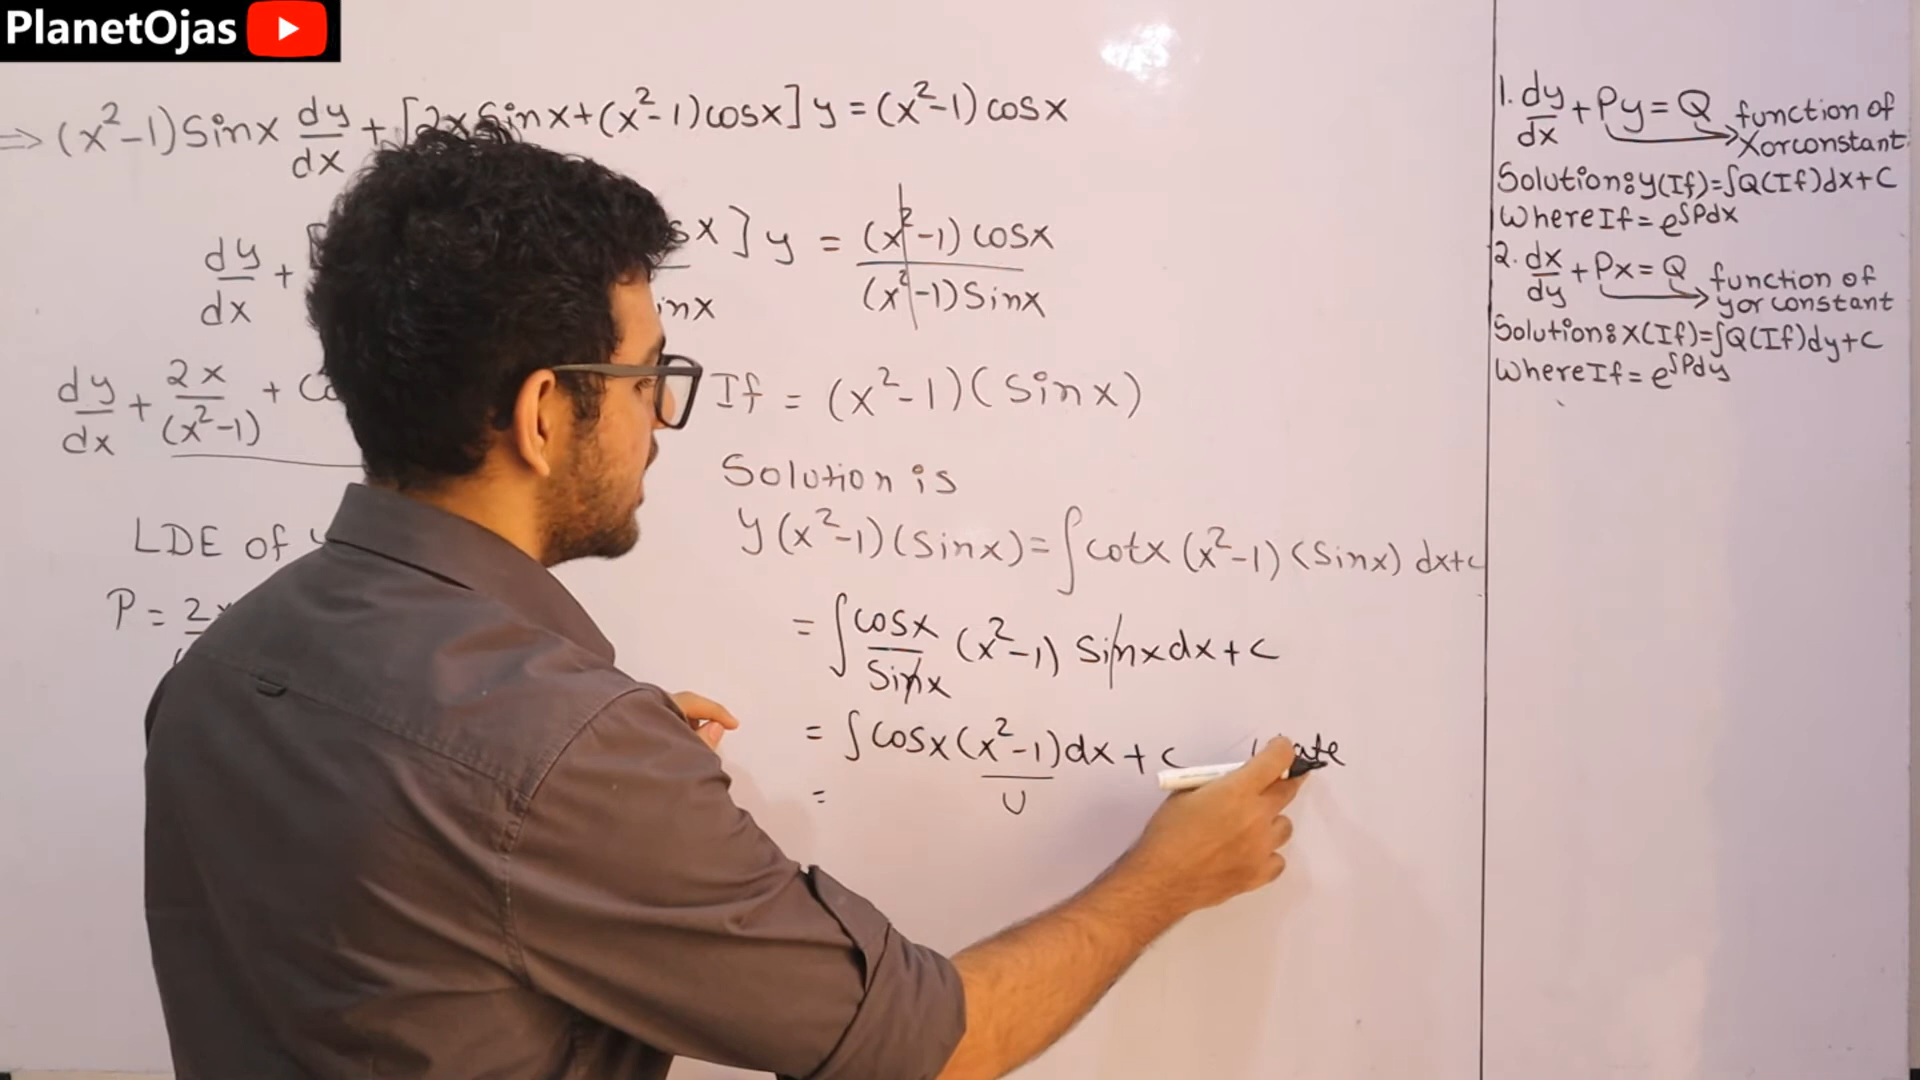 PlanetOjas
⇒ (x²-1) Sinx dy/dx + [2x Sinx + (x²-1) cosx] y = (x²-1) cosx
dy/dx + [ sx ] y = (x²-1) cosx / (x²-1) Sinx
inx
dy/dx + 2x/(x²-1) + Co
If = (x²-1)(Sinx)
Solution is
LDE of y
y(x²-1)(Sinx) = ∫cotx (x²-1) (Sinx) dx+c
P = 2x
= ∫ cosx/Sinx (x²-1) Sinx dx + c
= ∫ cosx (x²-1) dx + c ate
= U
1. dy/dx + Py = Q function of
x or constant
Solution: y(If) = ∫Q(If)dx+C
Where If = e^∫Pdx
2. dx/dy + Px = Q function of
y or constant
Solution: x(If) = ∫Q(If)dy+C
Where If = e^∫Pdy